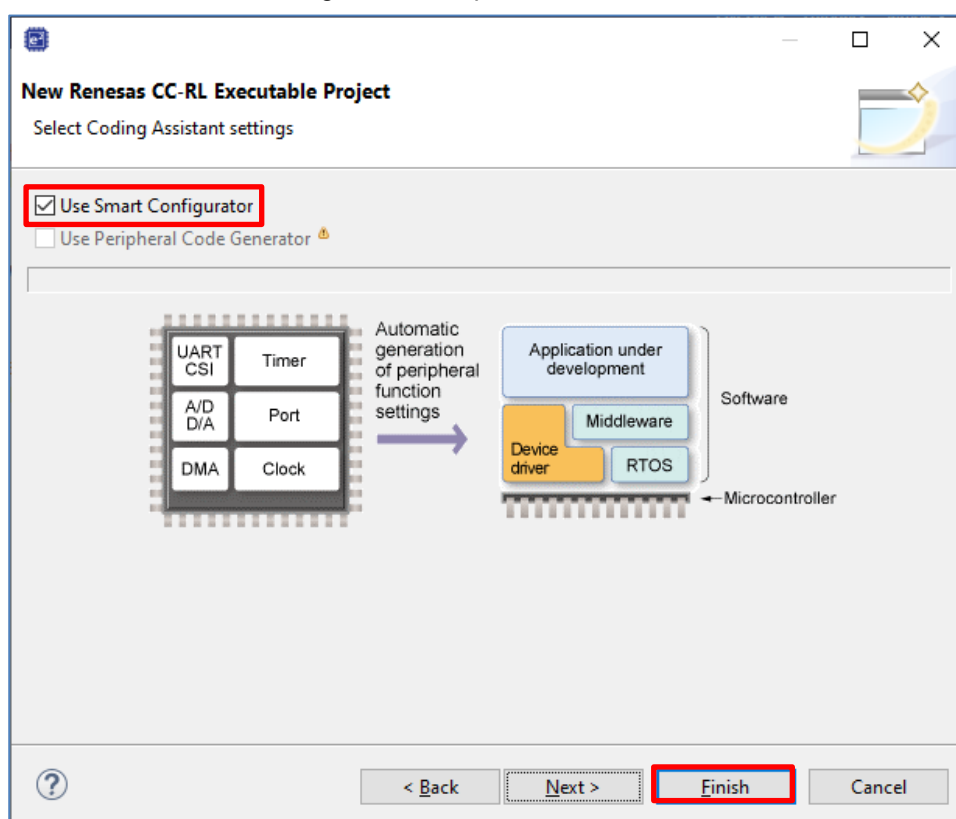 New Renesas CC-RL Executable Project
Select Coding Assistant settings
Use Smart Configurator
Use Peripheral Code Generator
UART
CSI
Timer
A/D
D/A
Port
DMA
Clock
Automatic
generation
of peripheral
function
settings
Application under
development
Middleware
Device
driver
RTOS
Software
Microcontroller
?
< Back
Next >
Finish
Cancel